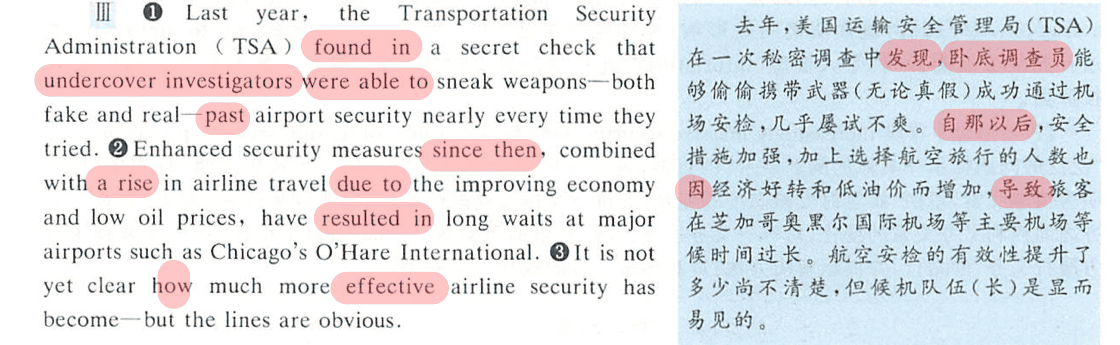 Ⅲ ❶ Last year, the Transportation Security
Administration (TSA) found in a secret check that
undercover investigators were able to sneak weapons—both
fake and real—past airport security nearly every time they
tried. ❷ Enhanced security measures since then, combined
with a rise in airline travel due to the improving economy
and low oil prices, have resulted in long waits at major
airports such as Chicago's O'Hare International. ❸ It is not
yet clear how much more effective airline security has
become—but the lines are obvious.
去年,美国运输安全管理局(TSA)
在一次秘密调查中发现,卧底调查员能
够偷偷携带武器(无论真假)成功通过机
场安检,几乎屡试不爽。自那以后,安全
措施加强,加上选择航空旅行的人数也
因经济好转和低油价而增加,导致旅客
在芝加哥奥黑尔国际机场等主要机场等
候时间过长。航空安检的有效性提升了
多少尚不清楚,但候机队伍(长)是显而
易见的。